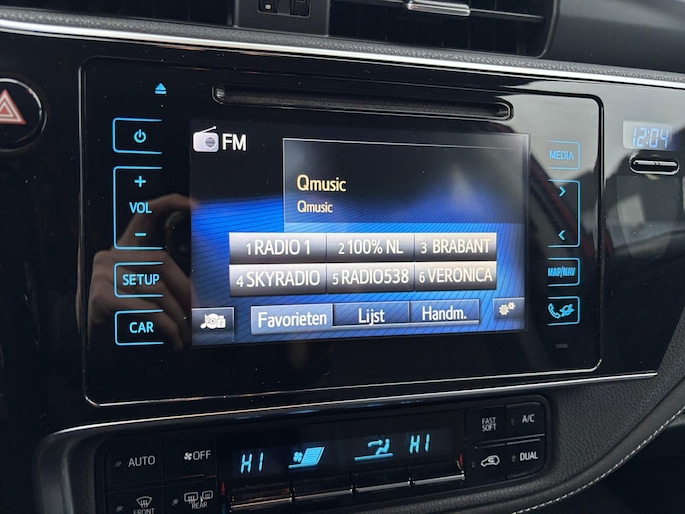 FM
12:04
MEDIA
VOL
Qmusic
Qmusic
1 RADIO 1 2 100% NL 3 BRABANT
4 SKYRADIO 5 RADIO538 6 VERONICA
SETUP
MAP/NAV
CAR
Favorieten Lijst Handm.
AUTO
OFF
HI
HI
FAST
SOFT
A/C
DUAL
FRONT
REAR